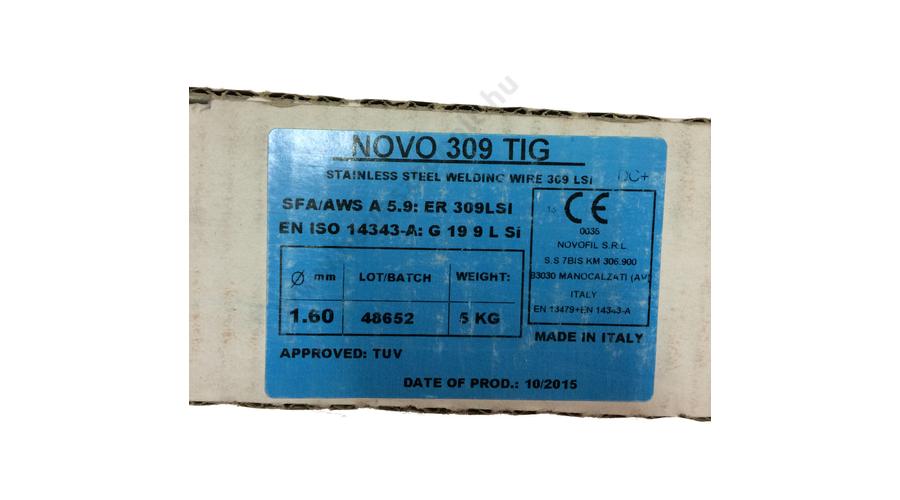 NOVO 309 TIG
STAINLESS STEEL WELDING WIRE 309 LSI DC+
SFA/AWS A 5.9: ER 309LSI
EN ISO 14343-A: G 19 9 L Si
Ø mm LOT/BATCH WEIGHT:
1.60 48652 5 KG
APPROVED: TUV
DATE OF PROD.: 10/2015
15 CE
0035
NOVOFIL S.R.L
S.S 7BIS KM 306.900
83030 MANOCALZATI (AV)
ITALY
EN 13479+EN 14343-A
MADE IN ITALY